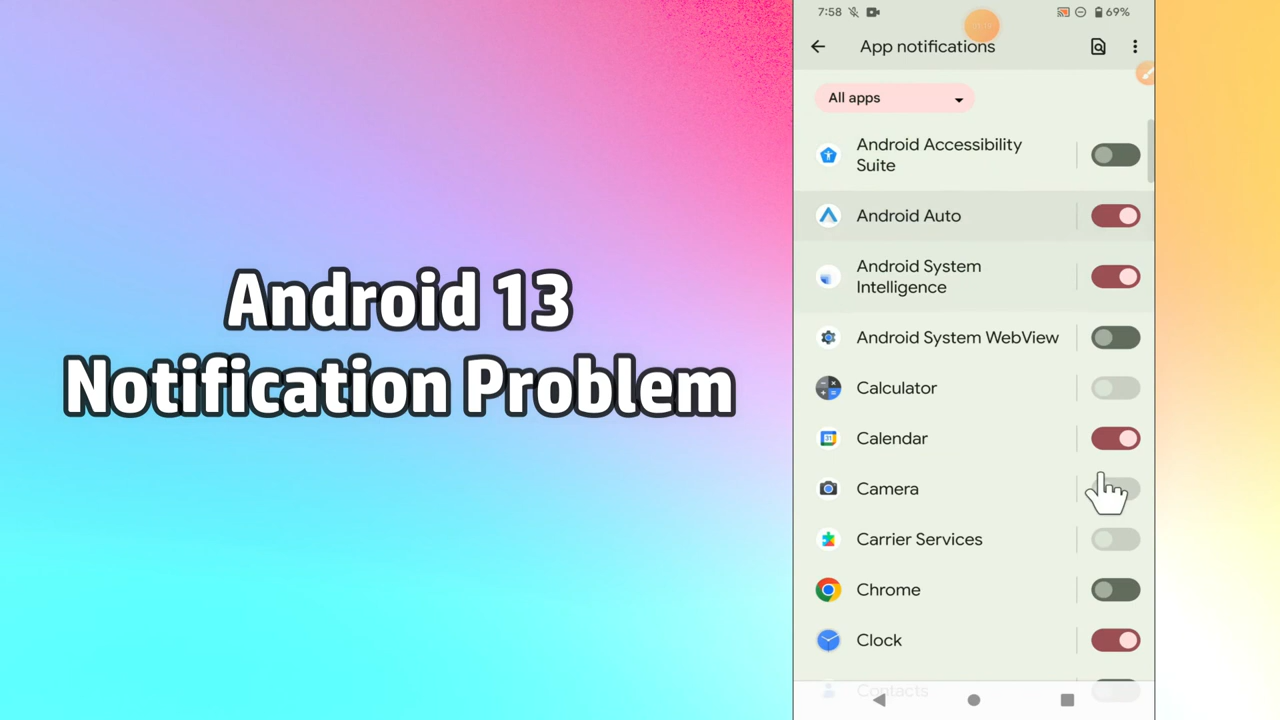 Android 13
Notification Problem
7:58
69%
App notifications
All apps
Android Accessibility
Suite
Android Auto
Android System
Intelligence
Android System WebView
Calculator
Calendar
Camera
Carrier Services
Chrome
Clock
Contacts